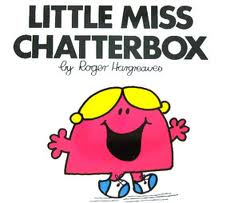 LITTLE MISS
CHATTERBOX
by Roger Hargreaves